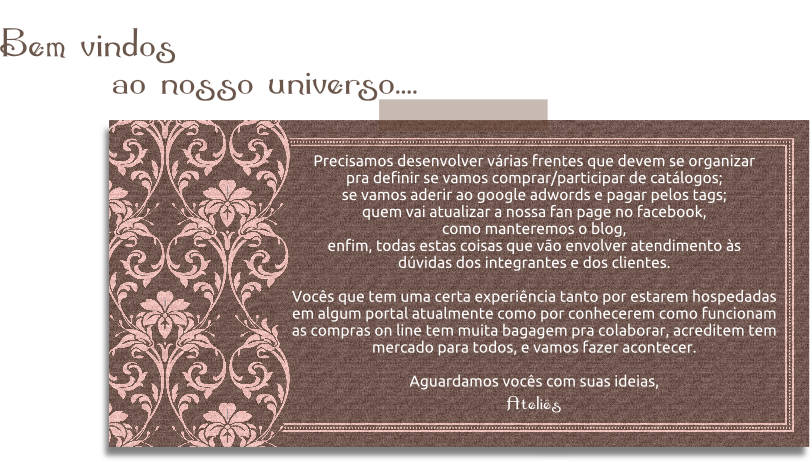 Bem vindos
ao nosso universo....
Precisamos desenvolver várias frentes que devem se organizar
pra definir se vamos comprar/participar de catálogos;
se vamos aderir ao google adwords e pagar pelos tags;
quem vai atualizar a nossa fan page no facebook,
como manteremos o blog,
enfim, todas estas coisas que vão envolver atendimento às
dúvidas dos integrantes e dos clientes.
Vocês que tem uma certa experiência tanto por estarem hospedadas
em algum portal atualmente como por conhecerem como funcionam
as compras on line tem muita bagagem pra colaborar, acreditem tem
mercado para todos, e vamos fazer acontecer.
Aguardamos vocês com suas ideias,
Ateliês